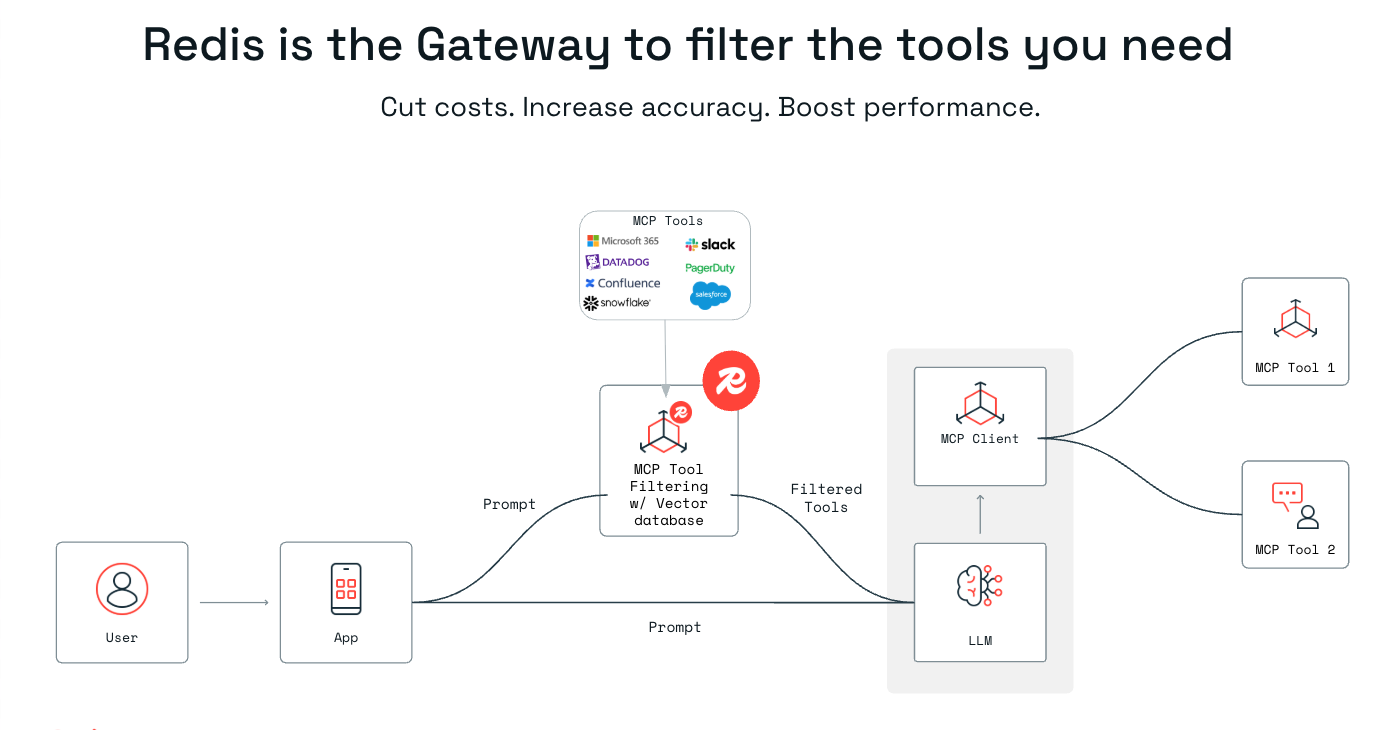 Redis is the Gateway to filter the tools you need
Cut costs. Increase accuracy. Boost performance.
MCP Tools
Microsoft 365
slack
DATADOG
PagerDuty
Confluence
salesforce
snowflake
MCP Tool
Filtering
w/ Vector
database
Prompt
Filtered
Tools
Prompt
User
App
MCP Client
LLM
MCP Tool 1
MCP Tool 2